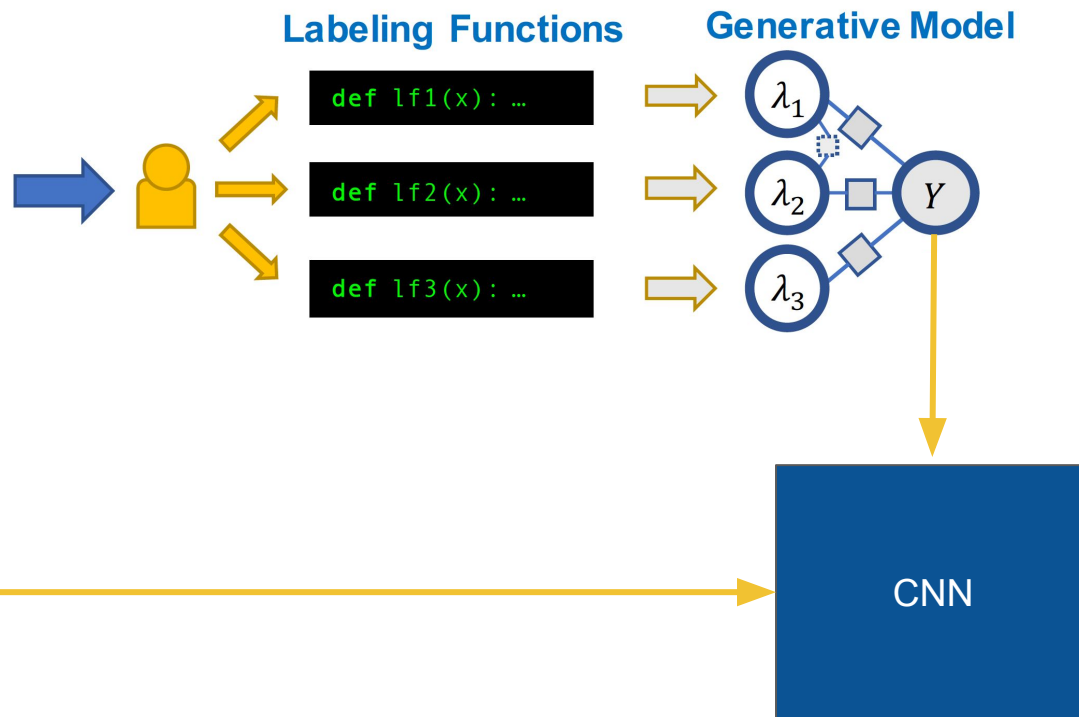 Labeling Functions
Generative Model
def lf1(x): …
λ₁
def lf2(x): …
λ₂
Y
def lf3(x): …
λ₃
CNN